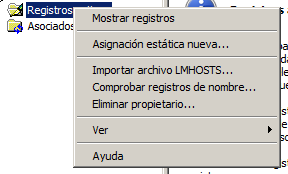 Registros
Asociados
Mostrar registros
Asignación estática nueva...
Importar archivo LMHOSTS...
Comprobar registros de nombre...
Eliminar propietario...
Ver
Ayuda